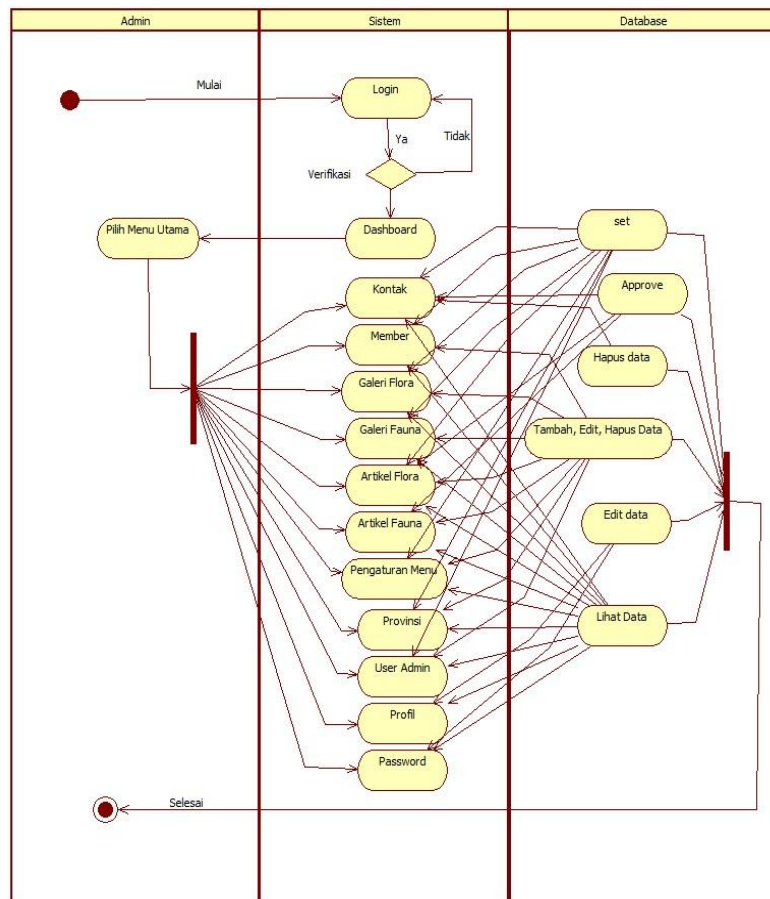 Admin
Sistem
Database
Mulai
Login
Ya
Tidak
Verifikasi
Pilih Menu Utama
Dashboard
set
Kontak
Approve
Member
Hapus data
Galeri Flora
Galeri Fauna
Tambah, Edit, Hapus Data
Artikel Flora
Artikel Fauna
Edit data
Pengaturan Menu
Provinsi
Lihat Data
User Admin
Profil
Password
Selesai